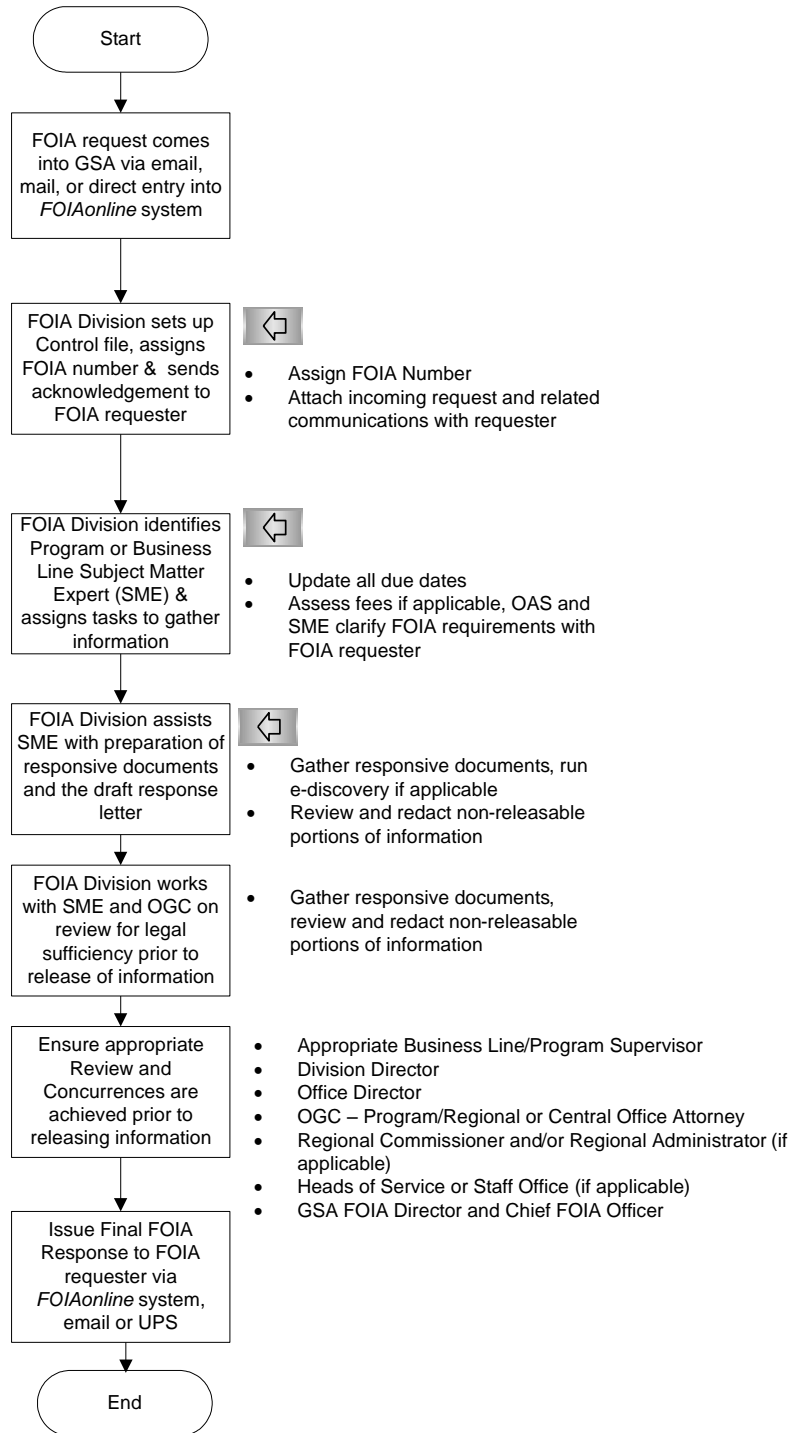 Start
FOIA request comes
into GSA via email,
mail, or direct entry into
FOIAonline system
FOIA Division sets up
Control file, assigns
FOIA number & sends
acknowledgement to
FOIA requester
• Assign FOIA Number
• Attach incoming request and related
communications with requester
FOIA Division identifies
Program or Business
Line Subject Matter
Expert (SME) &
assigns tasks to gather
information
• Update all due dates
• Assess fees if applicable, OAS and
SME clarify FOIA requirements with
FOIA requester
FOIA Division assists
SME with preparation of
responsive documents
and the draft response
letter
• Gather responsive documents, run
e-discovery if applicable
• Review and redact non-releasable
portions of information
FOIA Division works
with SME and OGC on
review for legal
sufficiency prior to
release of information
• Gather responsive documents,
review and redact non-releasable
portions of information
Ensure appropriate
Review and
Concurrences are
achieved prior to
releasing information
• Appropriate Business Line/Program Supervisor
• Division Director
• Office Director
• OGC – Program/Regional or Central Office Attorney
• Regional Commissioner and/or Regional Administrator (if
applicable)
• Heads of Service or Staff Office (if applicable)
• GSA FOIA Director and Chief FOIA Officer
Issue Final FOIA
Response to FOIA
requester via
FOIAonline system,
email or UPS
End